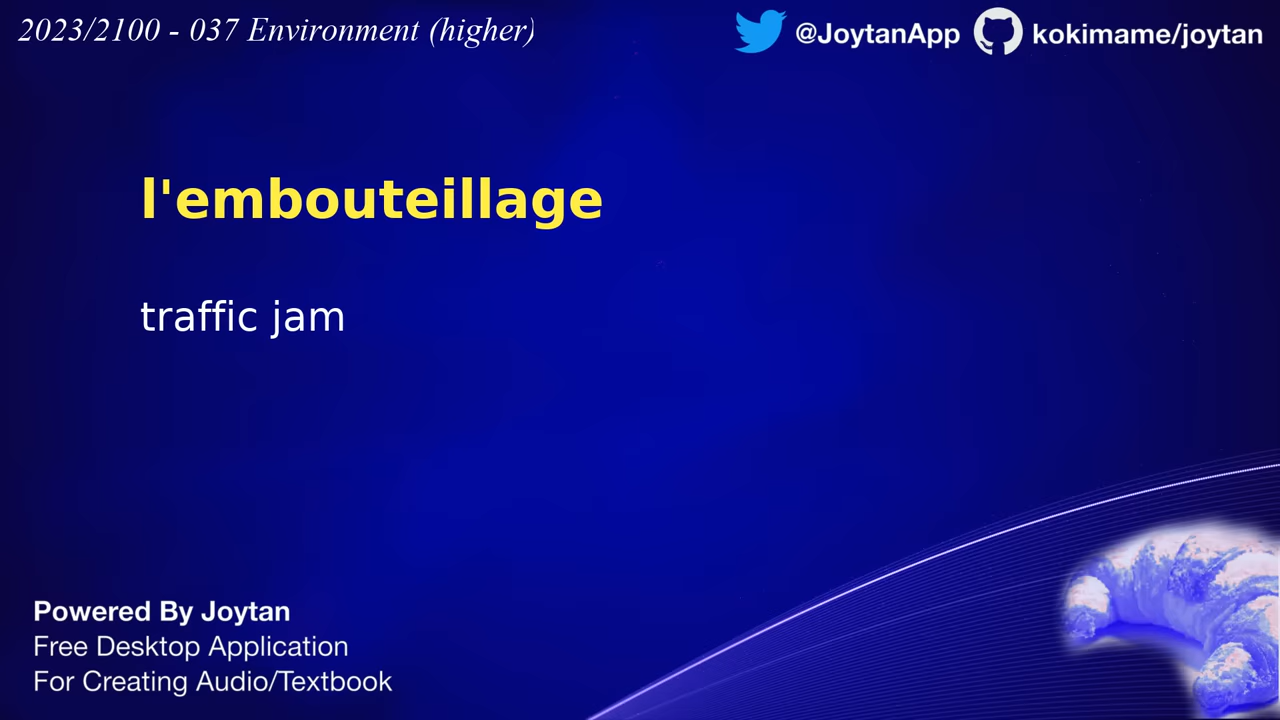 2023/2100 - 037 Environment (higher)
@JoytanApp
kokimame/joytan
l'embouteillage
traffic jam
Powered By Joytan
Free Desktop Application
For Creating Audio/Textbook